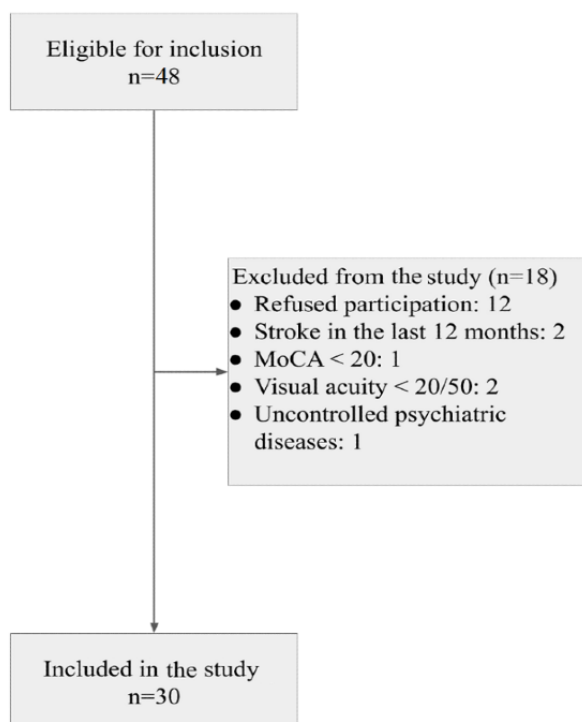 Eligible for inclusion
n=48
Excluded from the study (n=18)
● Refused participation: 12
● Stroke in the last 12 months: 2
● MoCA < 20: 1
● Visual acuity < 20/50: 2
● Uncontrolled psychiatric
diseases: 1
Included in the study
n=30